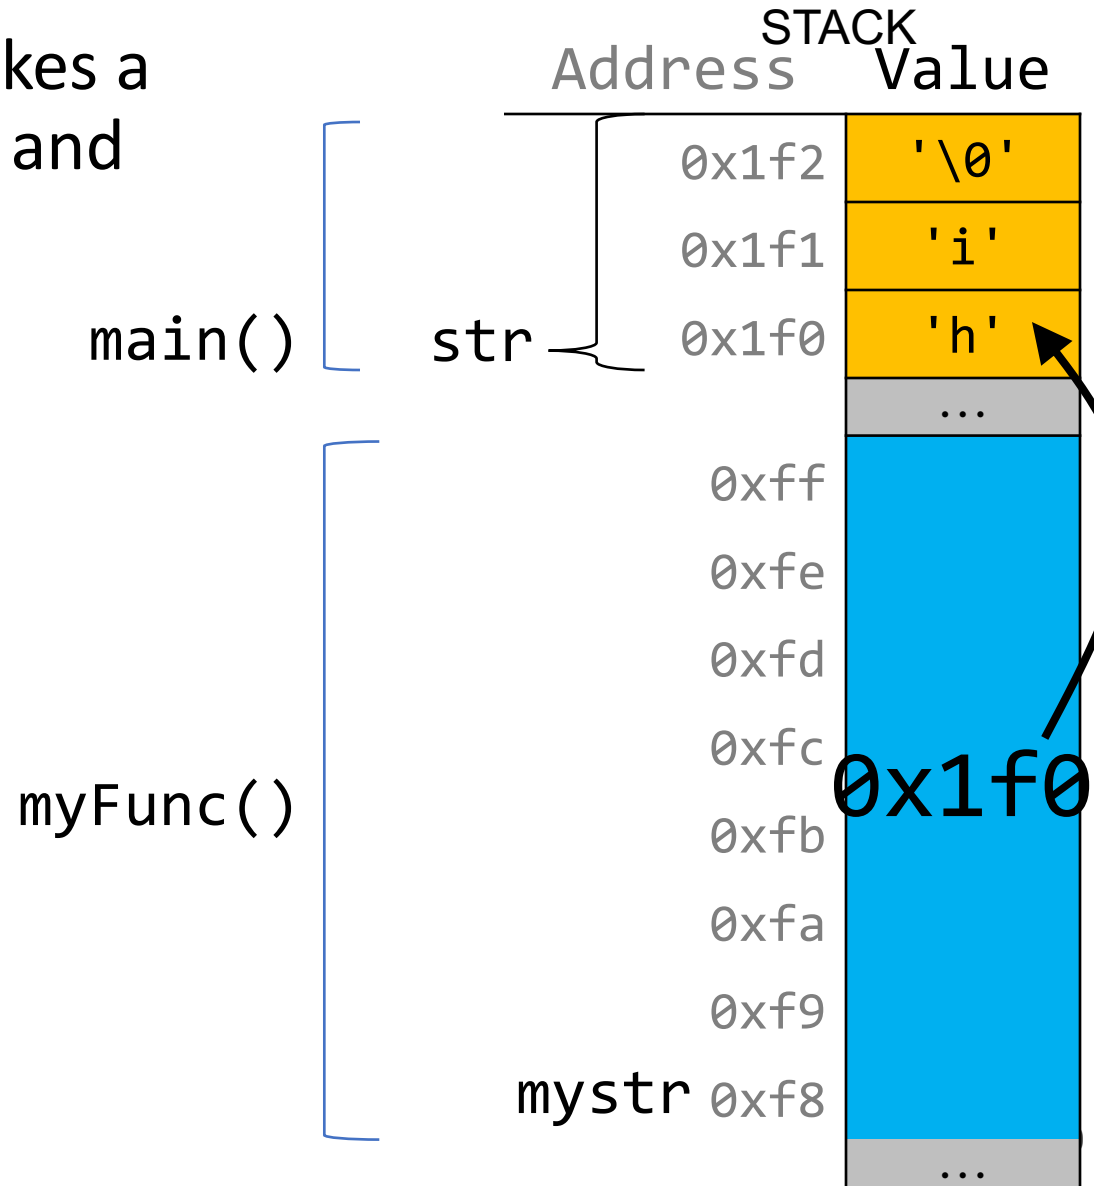 kes a
and
STACK
Address Value
0x1f2 '\0'
0x1f1 'i'
main() str 0x1f0 'h'
...
0xff
0xfe
0xfd
0xfc
0x1f0
myFunc()
0xfb
0xfa
0xf9
mystr 0xf8
...